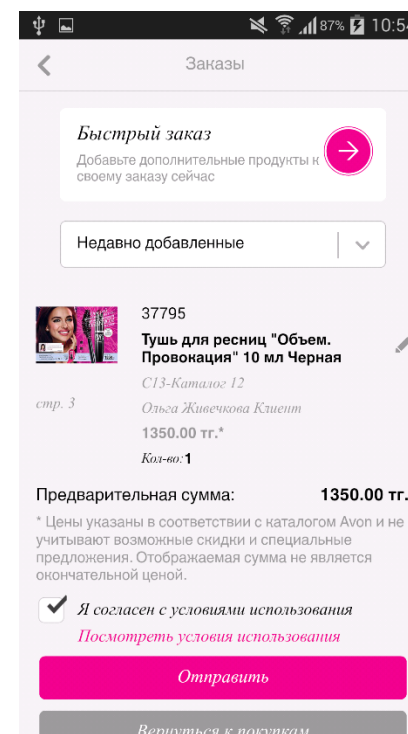 87% 10:54
Заказы
Быстрый заказ
Добавьте дополнительные продукты к
своему заказу сейчас
Недавно добавленные
37795
Тушь для ресниц "Объем.
Провокация" 10 мл Черная
С13-Каталог 12
стр. 3
Ольга Живечкова Клиент
1350.00 тг.*
Кол-во:1
Предварительная сумма: 1350.00 тг.
* Цены указаны в соответствии с каталогом Avon и не
учитывают возможные скидки и специальные
предложения. Отображаемая сумма не является
окончательной ценой.
Я согласен с условиями использования
Посмотреть условия использования
Отправить
Вернуться к покупкам